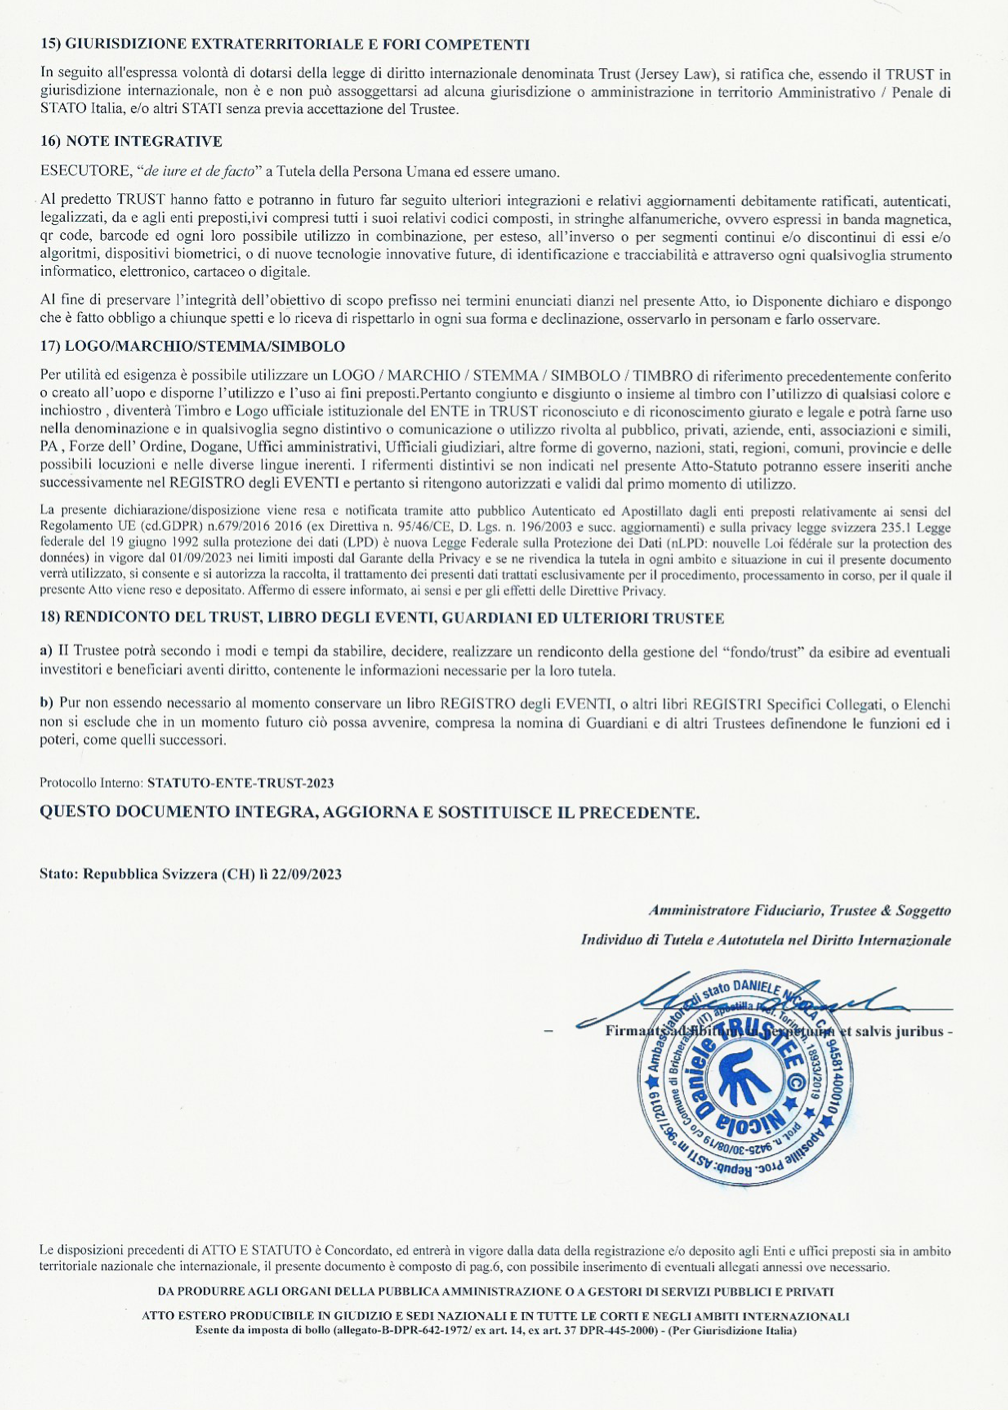 15) GIURISDIZIONE EXTRATERRITORIALE E FORI COMPETENTI
In seguito all'espressa volontà di dotarsi della legge di diritto internazionale denominata Trust (Jersey Law), si ratifica che, essendo il TRUST in
giurisdizione internazionale, non è e non può assoggettarsi ad alcuna giurisdizione o amministrazione in territorio Amministrativo / Penale di
STATO Italia, e/o altri STATI senza previa accettazione del Trustee.
16) NOTE INTEGRATIVE
ESECUTORE, “de iure et de facto” a Tutela della Persona Umana ed essere umano.
Al predetto TRUST hanno fatto e potranno in futuro far seguito ulteriori integrazioni e relativi aggiornamenti debitamente ratificati, autenticati,
legalizzati, da e agli enti preposti,ivi compresi tutti i suoi relativi codici composti, in stringhe alfanumeriche, ovvero espressi in banda magnetica,
qr code, barcode ed ogni loro possibile utilizzo in combinazione, per esteso, all’inverso o per segmenti continui e/o discontinui di essi e/o
algoritmi, dispositivi biometrici, o di nuove tecnologie innovative future, di identificazione e tracciabilità e attraverso ogni qualsivoglia strumento
informatico, elettronico, cartaceo o digitale.
Al fine di preservare l’integrità dell’obiettivo di scopo prefisso nei termini enunciati dianzi nel presente Atto, io Disponente dichiaro e dispongo
che è fatto obbligo a chiunque spetti e lo riceva di rispettarlo in ogni sua forma e declinazione, osservarlo in personam e farlo osservare.
17) LOGO/MARCHIO/STEMMA/SIMBOLO
Per utilità ed esigenza è possibile utilizzare un LOGO / MARCHIO / STEMMA / SIMBOLO / TIMBRO di riferimento precedentemente conferito
o creato all’uopo e disporne l’utilizzo e l’uso ai fini preposti.Pertanto congiunto e disgiunto o insieme al timbro con l’utilizzo di qualsiasi colore e
inchiostro , diventerà Timbro e Logo ufficiale istituzionale del ENTE in TRUST riconosciuto e di riconoscimento giurato e legale e potrà farne uso
nella denominazione e in qualsivoglia segno distintivo o comunicazione o utilizzo rivolta al pubblico, privati, aziende, enti, associazioni e simili,
PA , Forze dell’ Ordine, Dogane, Uffici amministrativi, Ufficiali giudiziari, altre forme di governo, nazioni, stati, regioni, comuni, provincie e delle
possibili locuzioni e nelle diverse lingue inerenti. I rifermenti distintivi se non indicati nel presente Atto-Statuto potranno essere inseriti anche
successivamente nel REGISTRO degli EVENTI e pertanto si ritengono autorizzati e validi dal primo momento di utilizzo.
La presente dichiarazione/disposizione viene resa e notificata tramite atto pubblico Autenticato ed Apostillato dagli enti preposti relativamente ai sensi del
Regolamento UE (cd.GDPR) n.679/2016 2016 (ex Direttiva n. 95/46/CE, D. Lgs. n. 196/2003 e succ. aggiornamenti) e sulla privacy legge svizzera 235.1 Legge
federale del 19 giugno 1992 sulla protezione dei dati (LPD) è nuova Legge Federale sulla Protezione dei Dati (nLPD: nouvelle Loi fédérale sur la protection des
données) in vigore dal 01/09/2023 nei limiti imposti dal Garante della Privacy e se ne rivendica la tutela in ogni ambito e situazione in cui il presente documento
verrà utilizzato, si consente e si autorizza la raccolta, il trattamento dei presenti dati trattati esclusivamente per il procedimento, processamento in corso, per il quale il
presente Atto viene reso e depositato. Affermo di essere informato, ai sensi e per gli effetti delle Direttive Privacy.
18) RENDICONTO DEL TRUST, LIBRO DEGLI EVENTI, GUARDIANI ED ULTERIORI TRUSTEE
a) II Trustee potrà secondo i modi e tempi da stabilire, decidere, realizzare un rendiconto della gestione del “fondo/trust” da esibire ad eventuali
investitori e beneficiari aventi diritto, contenente le informazioni necessarie per la loro tutela.
b) Pur non essendo necessario al momento conservare un libro REGISTRO degli EVENTI, o altri libri REGISTRI Specifici Collegati, o Elenchi
non si esclude che in un momento futuro ciò possa avvenire, compresa la nomina di Guardiani e di altri Trustees definendone le funzioni ed i
poteri, come quelli successori.
Protocollo Interno: STATUTO-ENTE-TRUST-2023
QUESTO DOCUMENTO INTEGRA, AGGIORNA E SOSTITUISCE IL PRECEDENTE.
Stato: Repubblica Svizzera (CH) lì 22/09/2023
Amministratore Fiduciario, Trustee & Soggetto
Individuo di Tutela e Autotutela nel Diritto Internazionale
– Firma et salvis juribus -
Ambasciatore di stato DANIELE NICOLA C.F. 94581400010
Apostille Proc. Repub: ASTI m° 967/2019
c/o Comune di Bricherasio (IT) apostilla Pref. Torino n. 18933/2019
prot. n. 9425-30/08/19
Nicola Daniele TRUSTEE ©
Le disposizioni precedenti di ATTO E STATUTO è Concordato, ed entrerà in vigore dalla data della registrazione e/o deposito agli Enti e uffici preposti sia in ambito
territoriale nazionale che internazionale, il presente documento è composto di pag.6, con possibile inserimento di eventuali allegati annessi ove necessario.
DA PRODURRE AGLI ORGANI DELLA PUBBLICA AMMINISTRAZIONE O A GESTORI DI SERVIZI PUBBLICI E PRIVATI
ATTO ESTERO PRODUCIBILE IN GIUDIZIO E SEDI NAZIONALI E IN TUTTE LE CORTI E NEGLI AMBITI INTERNAZIONALI
Esente da imposta di bollo (allegato-B-DPR-642-1972/ ex art. 14, ex art. 37 DPR-445-2000) - (Per Giurisdizione Italia)